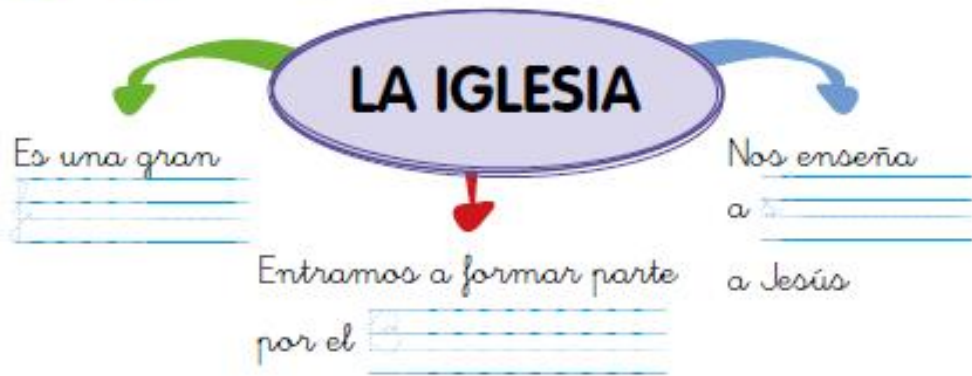 LA IGLESIA
Es una gran
Nos enseña
a
a Jesús
Entramos a formar parte
por el